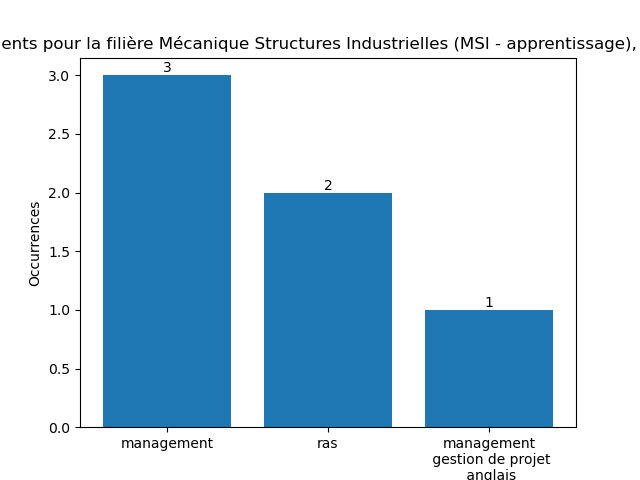 ents pour la filière Mécanique Structures Industrielles (MSI - apprentissage),
3
2
1
3.0
2.5
2.0
1.5
1.0
0.5
0.0
Occurrences
management
ras
management
gestion de projet
anglais